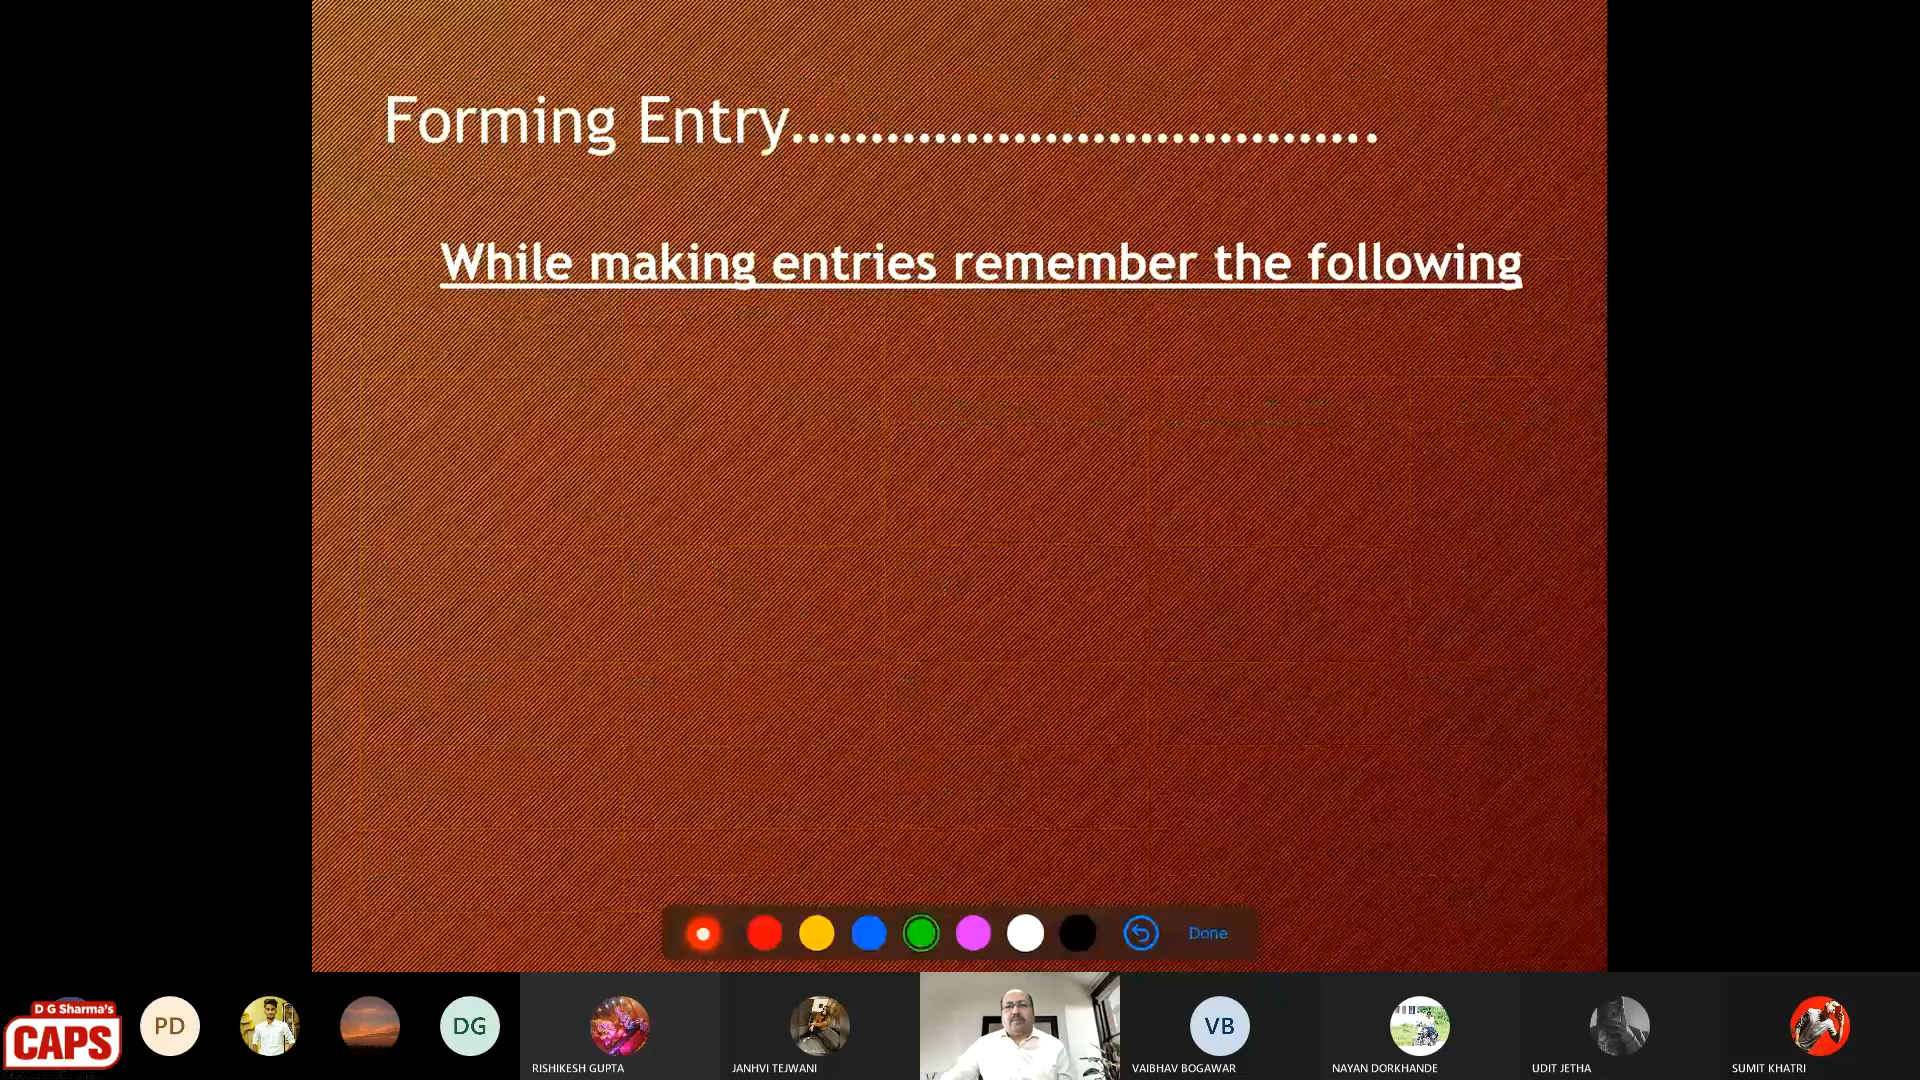 Forming Entry.....................................
While making entries remember the following
Done
D G Sharma's
CAPS
PD
DG
VB
RISHIKESH GUPTA
JANHVI TEJWANI
VAIBHAV BOGAWAR
NAYAN DORKHANDE
UDIT JETHA
SUMIT KHATRI